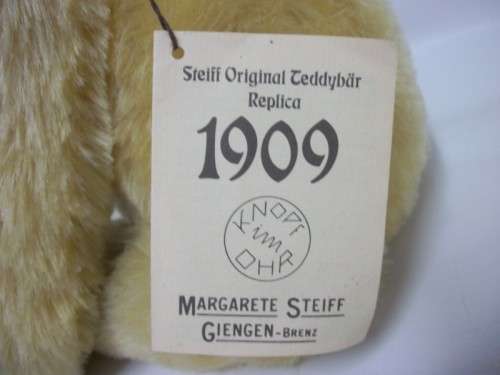 Steiff Original Teddybär
Replica
1909
KNOPF
im
OHR
MARGARETE STEIFF
GIENGEN-BRENZ